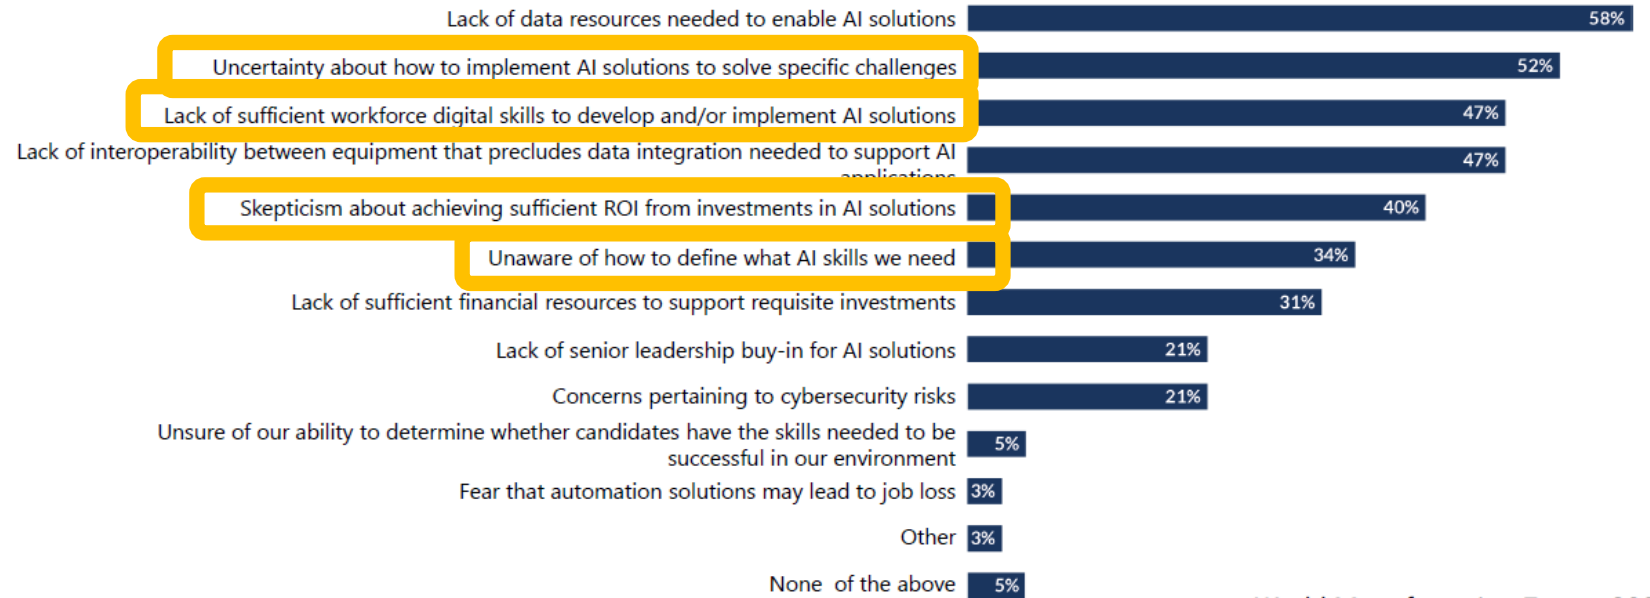 Lack of data resources needed to enable AI solutions 58%
Uncertainty about how to implement AI solutions to solve specific challenges 52%
Lack of sufficient workforce digital skills to develop and/or implement AI solutions 47%
Lack of interoperability between equipment that precludes data integration needed to support AI
applications 47%
Skepticism about achieving sufficient ROI from investments in AI solutions 40%
Unaware of how to define what AI skills we need 34%
Lack of sufficient financial resources to support requisite investments 31%
Lack of senior leadership buy-in for AI solutions 21%
Concerns pertaining to cybersecurity risks 21%
Unsure of our ability to determine whether candidates have the skills needed to be
successful in our environment 5%
Fear that automation solutions may lead to job loss 3%
Other 3%
None of the above 5%